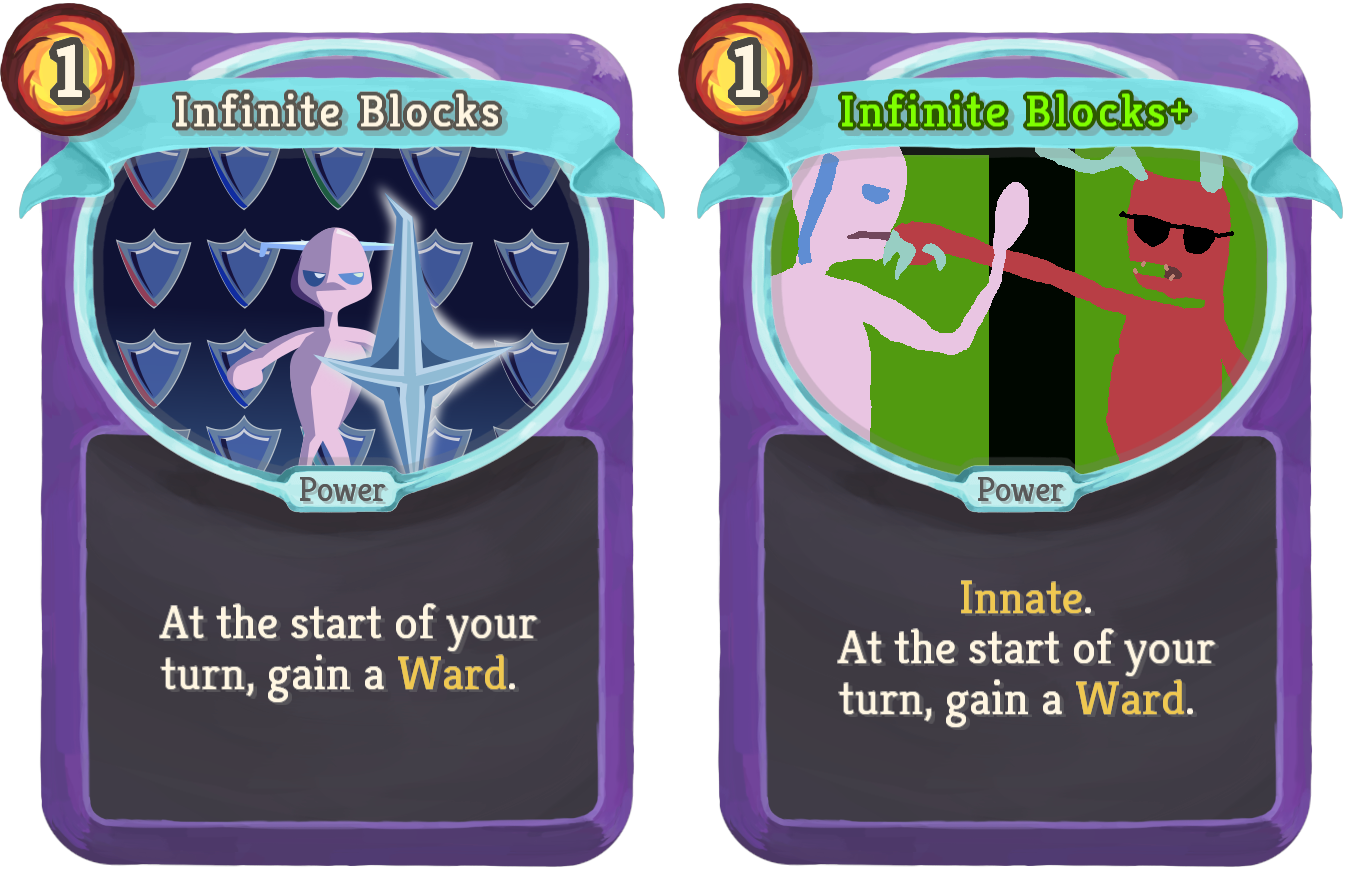 1
Infinite Blocks
Power
At the start of your
turn, gain a Ward.
1
Infinite Blocks+
Power
Innate.
At the start of your
turn, gain a Ward.